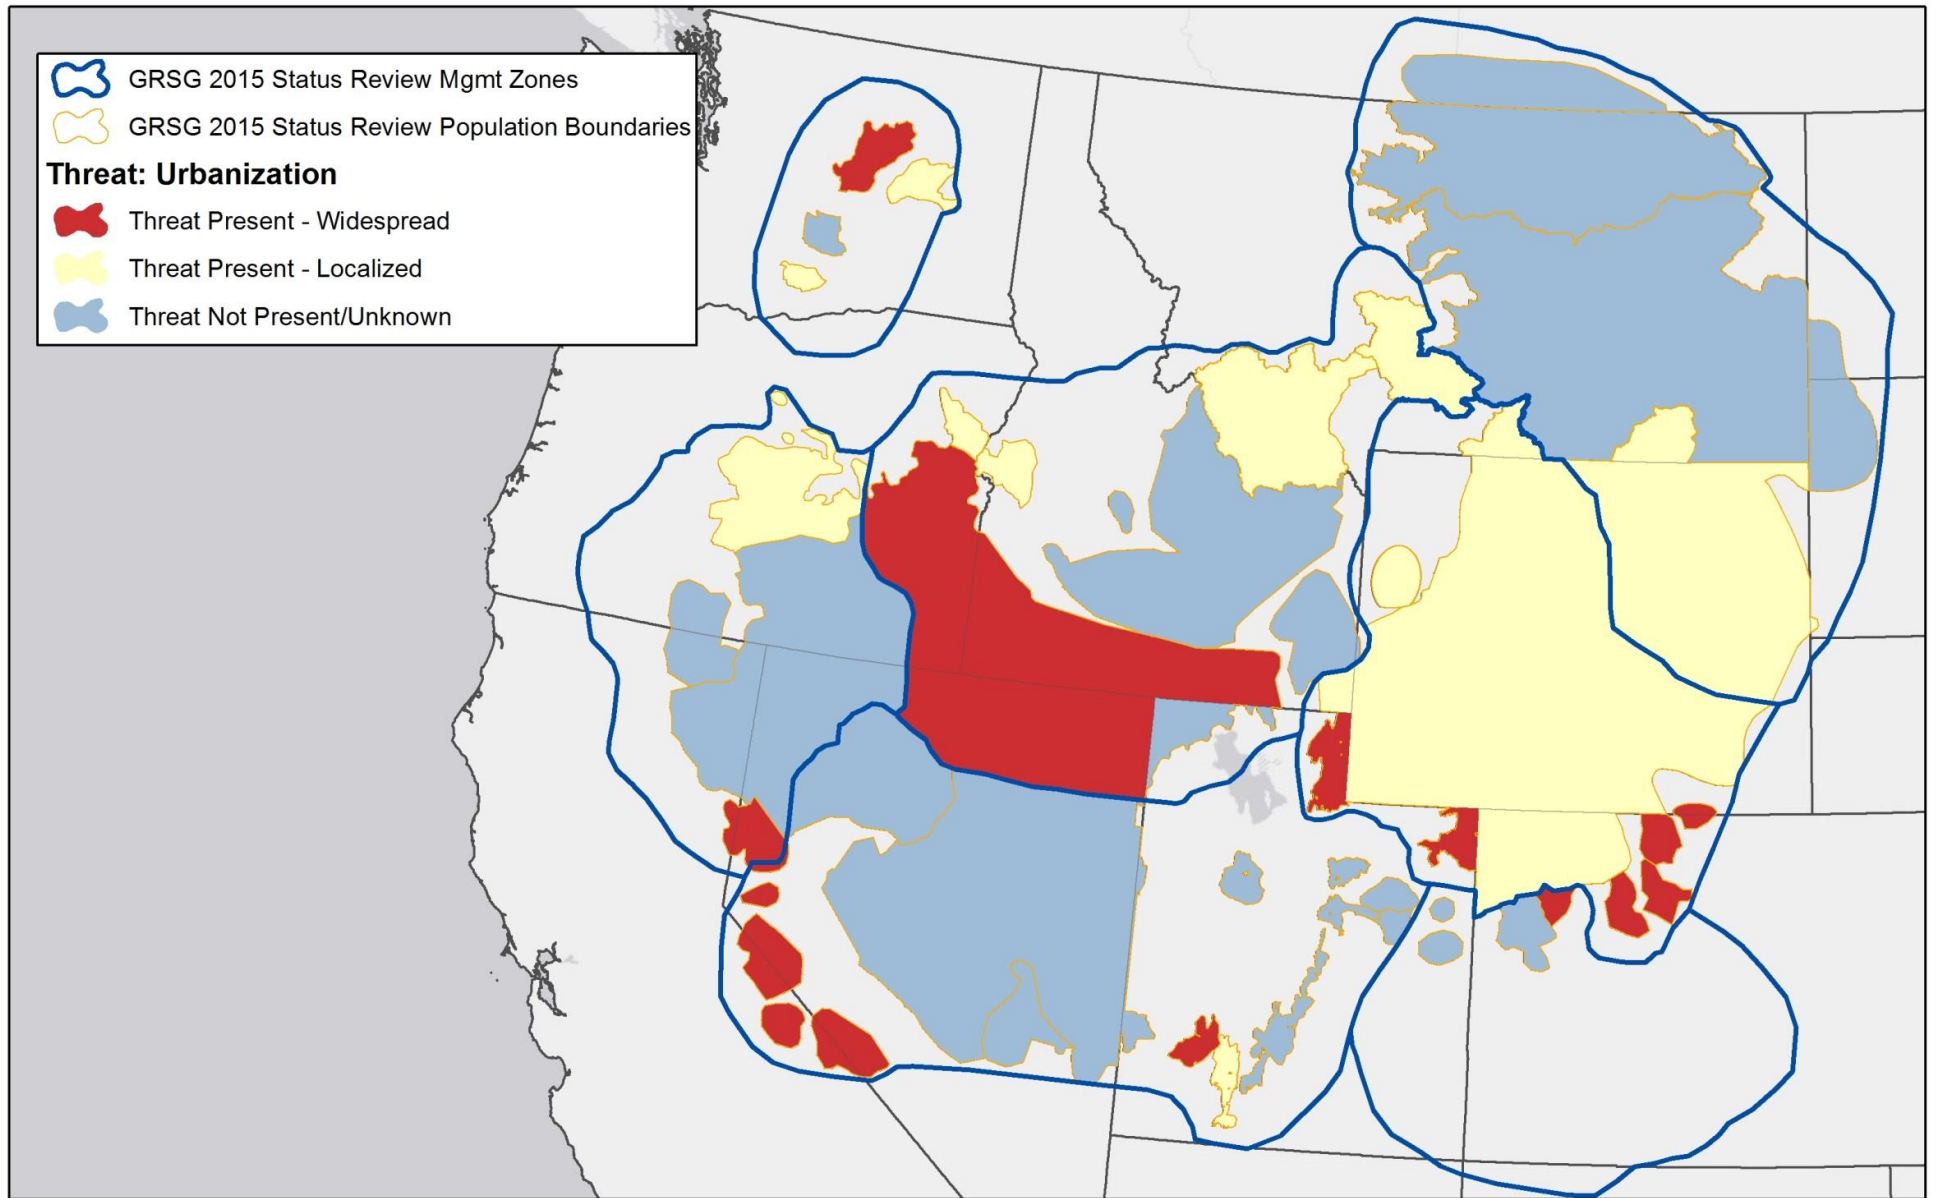 GRSG 2015 Status Review Mgmt Zones
GRSG 2015 Status Review Population Boundaries
Threat: Urbanization
Threat Present - Widespread
Threat Present - Localized
Threat Not Present/Unknown